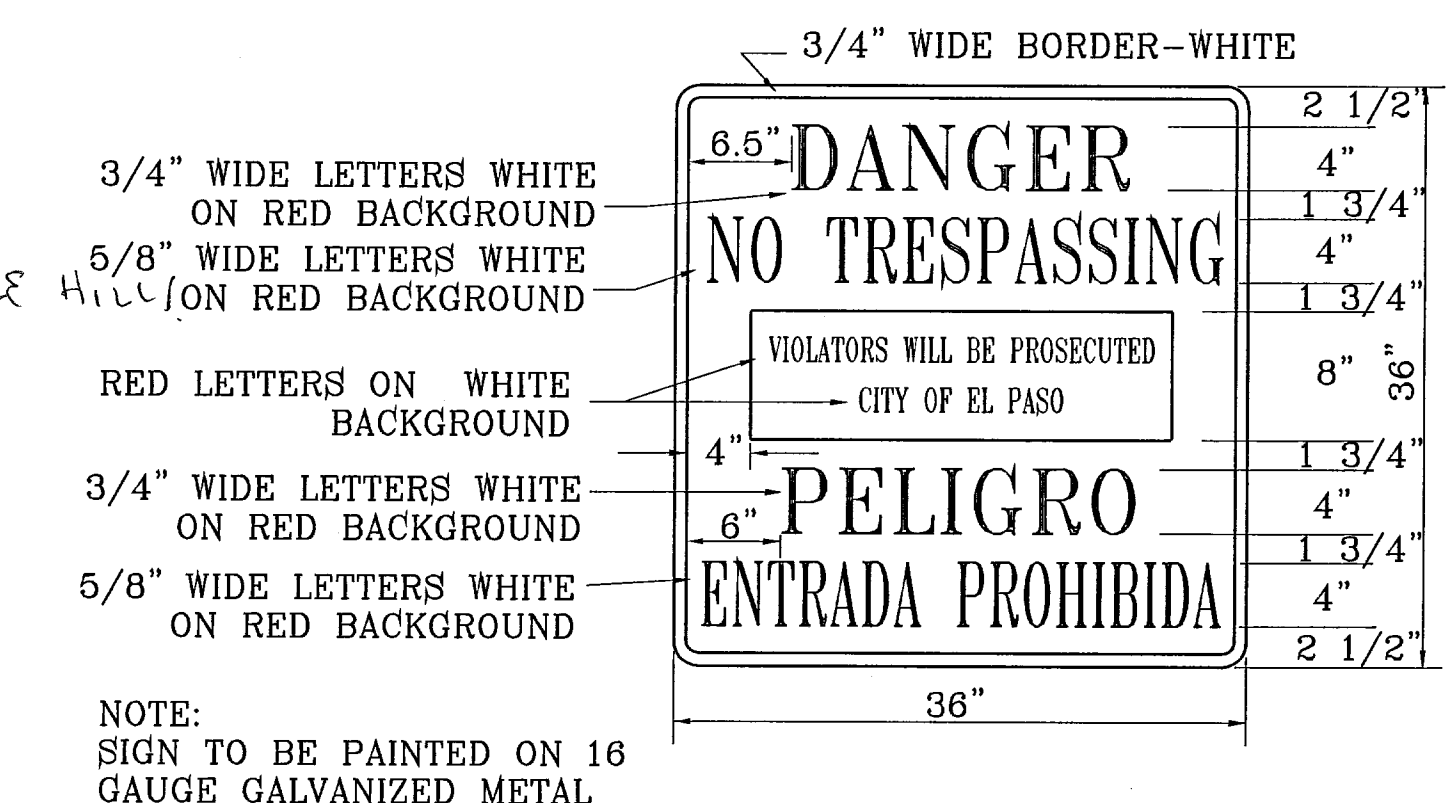 3/4" WIDE BORDER-WHITE
3/4" WIDE LETTERS WHITE
ON RED BACKGROUND
5/8" WIDE LETTERS WHITE
HILL/ON RED BACKGROUND
RED LETTERS ON WHITE
BACKGROUND
3/4" WIDE LETTERS WHITE
ON RED BACKGROUND
5/8" WIDE LETTERS WHITE
ON RED BACKGROUND
6.5"
DANGER
NO TRESPASSING
VIOLATORS WILL BE PROSECUTED
CITY OF EL PASO
4"
PELIGRO
6"
ENTRADA PROHIBIDA
2 1/2"
4"
1 3/4"
4"
1 3/4"
8"
36"
1 3/4"
4"
1 3/4"
4"
2 1/2"
36"
NOTE:
SIGN TO BE PAINTED ON 16
GAUGE GALVANIZED METAL